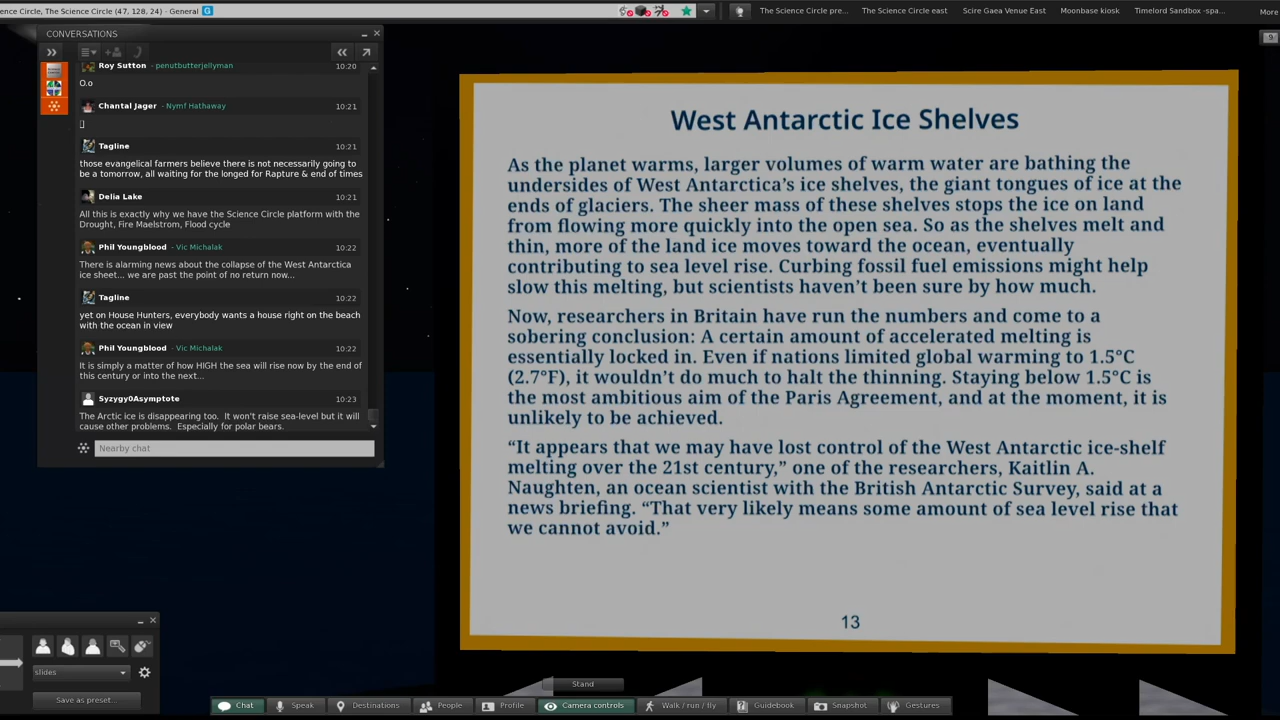 ence Circle, The Science Circle (47, 128, 24) - General G
The Science Circle pre...
The Science Circle east
Scire Gaea Venue East
Moonbase kiosk
Timelord Sandbox -spa...
More
9
CONVERSATIONS
Roy Sutton - penutbutterjellyman 10:20
O.o
Chantal Jager - Nymf Hathaway 10:21
Tagline 10:21
those evangelical farmers believe there is not necessarily going to
be a tomorrow, all waiting for the longed for Rapture & end of times
Delia Lake 10:21
All this is exactly why we have the Science Circle platform with the
Drought, Fire Maelstrom, Flood cycle
Phil Youngblood - Vic Michalak 10:22
There is alarming news about the collapse of the West Antarctica
ice sheet... we are past the point of no return now...
Tagline 10:22
yet on House Hunters, everybody wants a house right on the beach
with the ocean in view
Phil Youngblood - Vic Michalak 10:22
It is simply a matter of how HIGH the sea will rise now by the end of
this century or into the next...
Syzygy0Asymptote 10:23
The Arctic ice is disappearing too.  It won't raise sea-level but it will
cause other problems.  Especially for polar bears.
Nearby chat
West Antarctic Ice Shelves
As the planet warms, larger volumes of warm water are bathing the
undersides of West Antarctica’s ice shelves, the giant tongues of ice at the
ends of glaciers. The sheer mass of these shelves stops the ice on land
from flowing more quickly into the open sea. So as the shelves melt and
thin, more of the land ice moves toward the ocean, eventually
contributing to sea level rise. Curbing fossil fuel emissions might help
slow this melting, but scientists haven’t been sure by how much.
Now, researchers in Britain have run the numbers and come to a
sobering conclusion: A certain amount of accelerated melting is
essentially locked in. Even if nations limited global warming to 1.5°C
(2.7°F), it wouldn’t do much to halt the thinning. Staying below 1.5°C is
the most ambitious aim of the Paris Agreement, and at the moment, it is
unlikely to be achieved.
“It appears that we may have lost control of the West Antarctic ice-shelf
melting over the 21st century,” one of the researchers, Kaitlin A.
Naughten, an ocean scientist with the British Antarctic Survey, said at a
news briefing. “That very likely means some amount of sea level rise that
we cannot avoid.”
13
slides
Save as preset...
Stand
Chat
Speak
Destinations
People
Profile
Camera controls
Walk / run / fly
Guidebook
Snapshot
Gestures